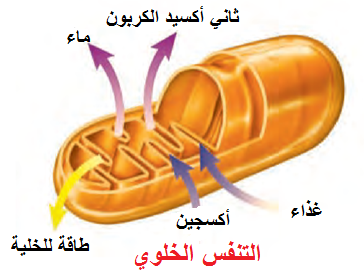 ثاني أكسيد الكربون
ماء
غذاء
أكسجين
طاقة للخلية
التنفس الخلوي